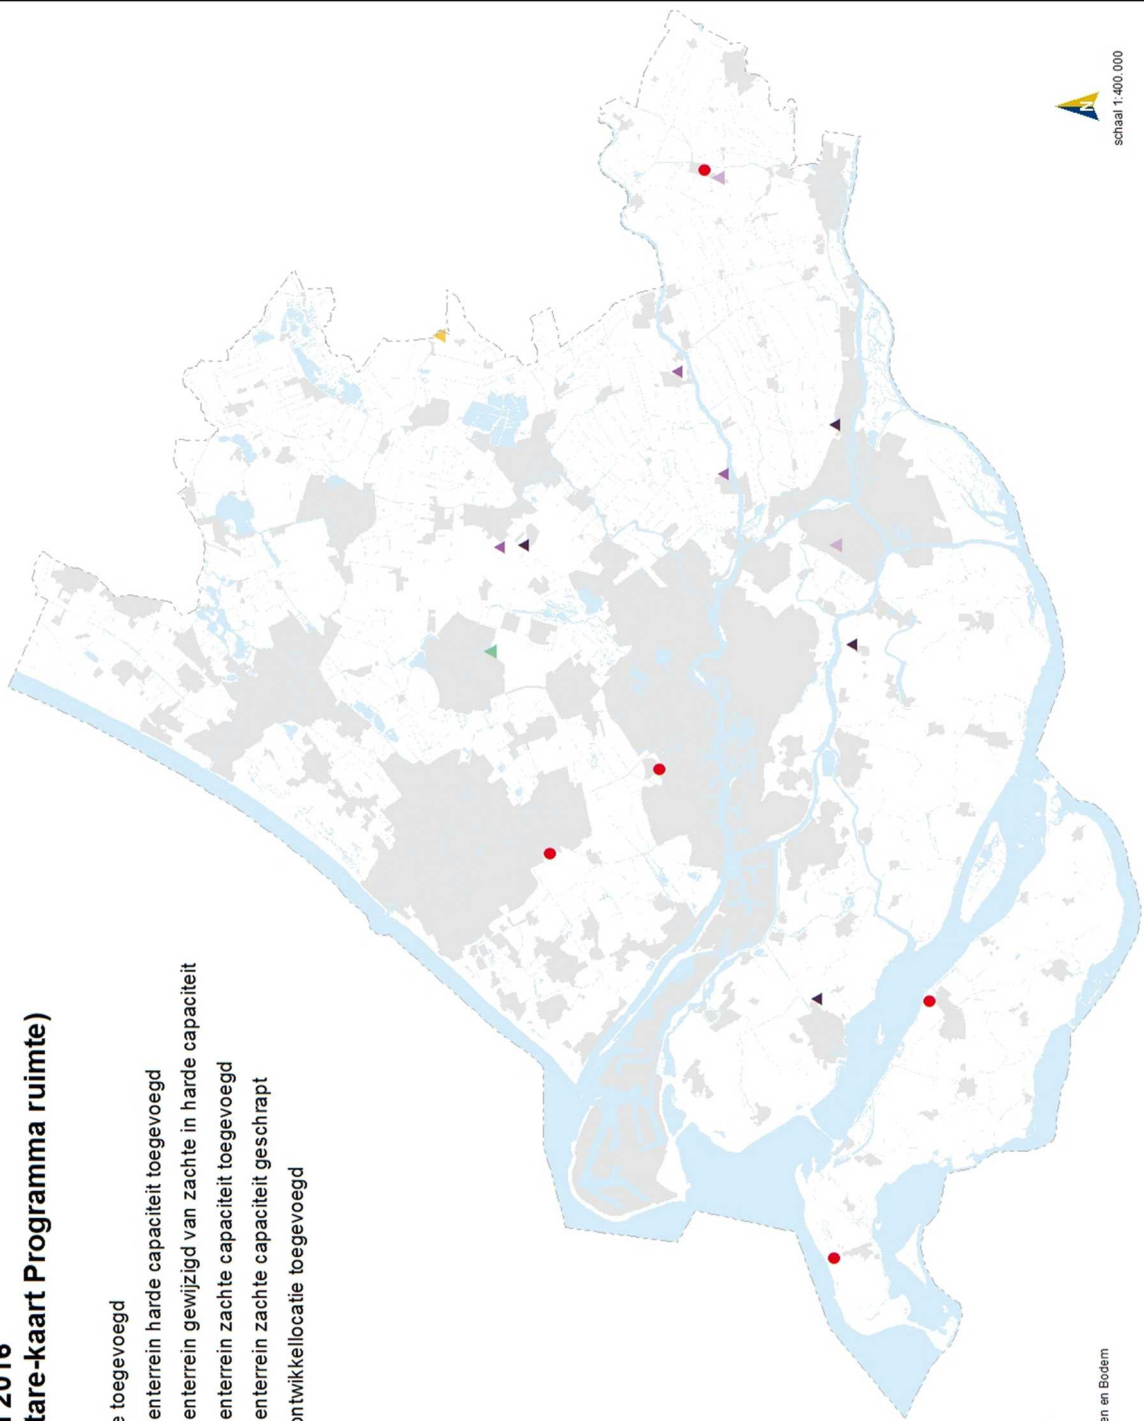 2016
tare-kaart Programma ruimte)
e toegevoegd
enterrein harde capaciteit toegevoegd
enterrein gewijzigd van zachte in harde capaciteit
enterrein zachte capaciteit toegevoegd
enterrein zachte capaciteit geschrapt
ontwikkellocatie toegevoegd
en en Bodem
N
schaal 1:400.000